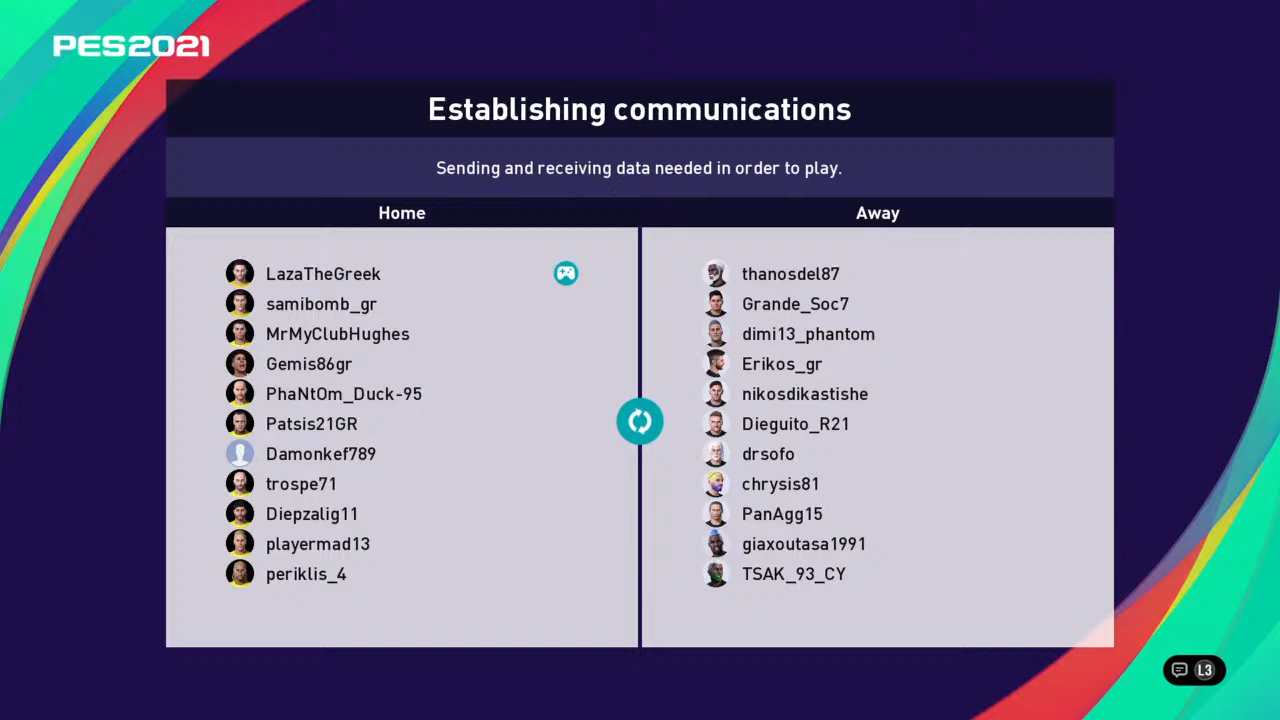 PES2021
Establishing communications
Sending and receiving data needed in order to play.
Home
Away
LazaTheGreek
thanosdel87
samibomb_gr
Grande_Soc7
MrMyClubHughes
dimi13_phantom
Gemis86gr
Erikos_gr
PhaNtOm_Duck-95
nikosdikastishe
Patsis21GR
Dieguito_R21
Damonkef789
drsofo
trospe71
chrysis81
Diepzalig11
PanAgg15
playermad13
giaxoutasa1991
periklis_4
TSAK_93_CY
L3